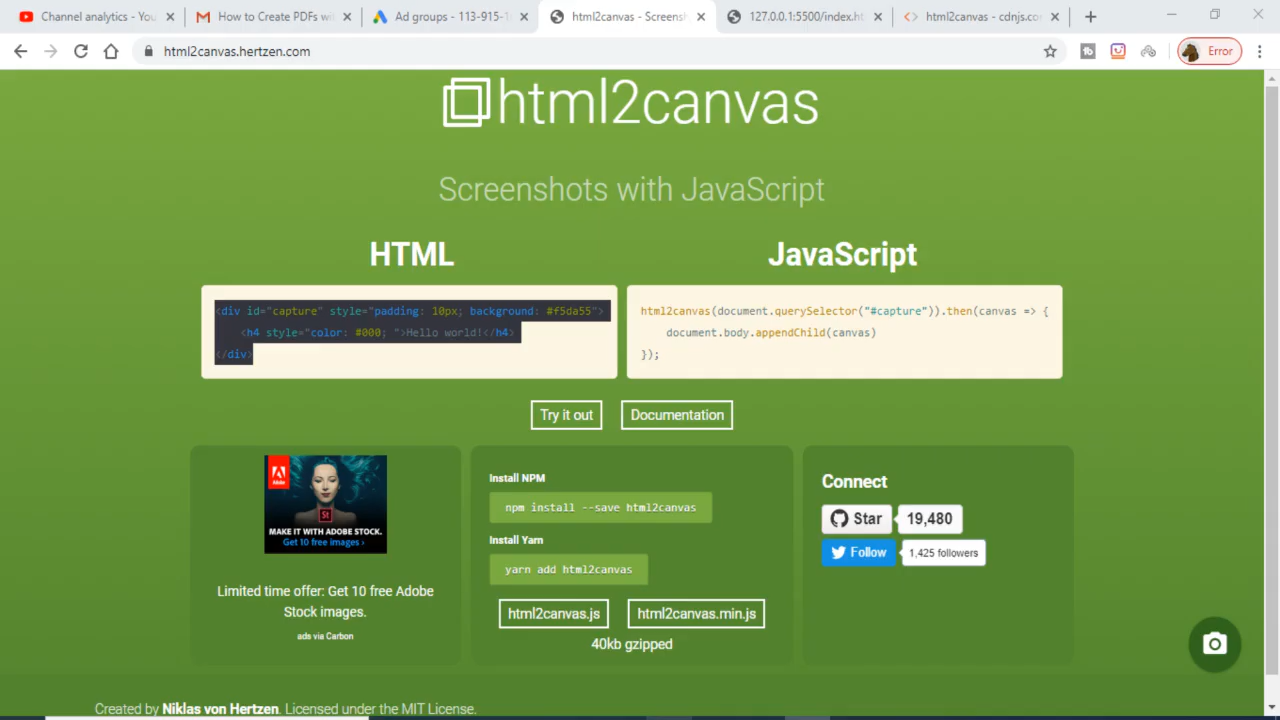 Channel analytics - You
How to Create PDFs wi
Ad groups - 113-915-1
html2canvas - Screensh
127.0.0.1:5500/index.ht
html2canvas - cdnjs.co
html2canvas.hertzen.com
Error
html2canvas
Screenshots with JavaScript
HTML
<div id="capture" style="padding: 10px; background: #f5da55">
    <h4 style="color: #000; ">Hello world!</h4>
</div>
JavaScript
html2canvas(document.querySelector("#capture")).then(canvas => {
    document.body.appendChild(canvas)
});
Try it out
Documentation
Adobe
St
MAKE IT WITH ADOBE STOCK.
Get 10 free images ›
Limited time offer: Get 10 free Adobe
Stock images.
ads via Carbon
Install NPM
npm install --save html2canvas
Install Yarn
yarn add html2canvas
html2canvas.js
html2canvas.min.js
40kb gzipped
Connect
Star
19,480
Follow
1,425 followers
Created by Niklas von Hertzen. Licensed under the MIT License.